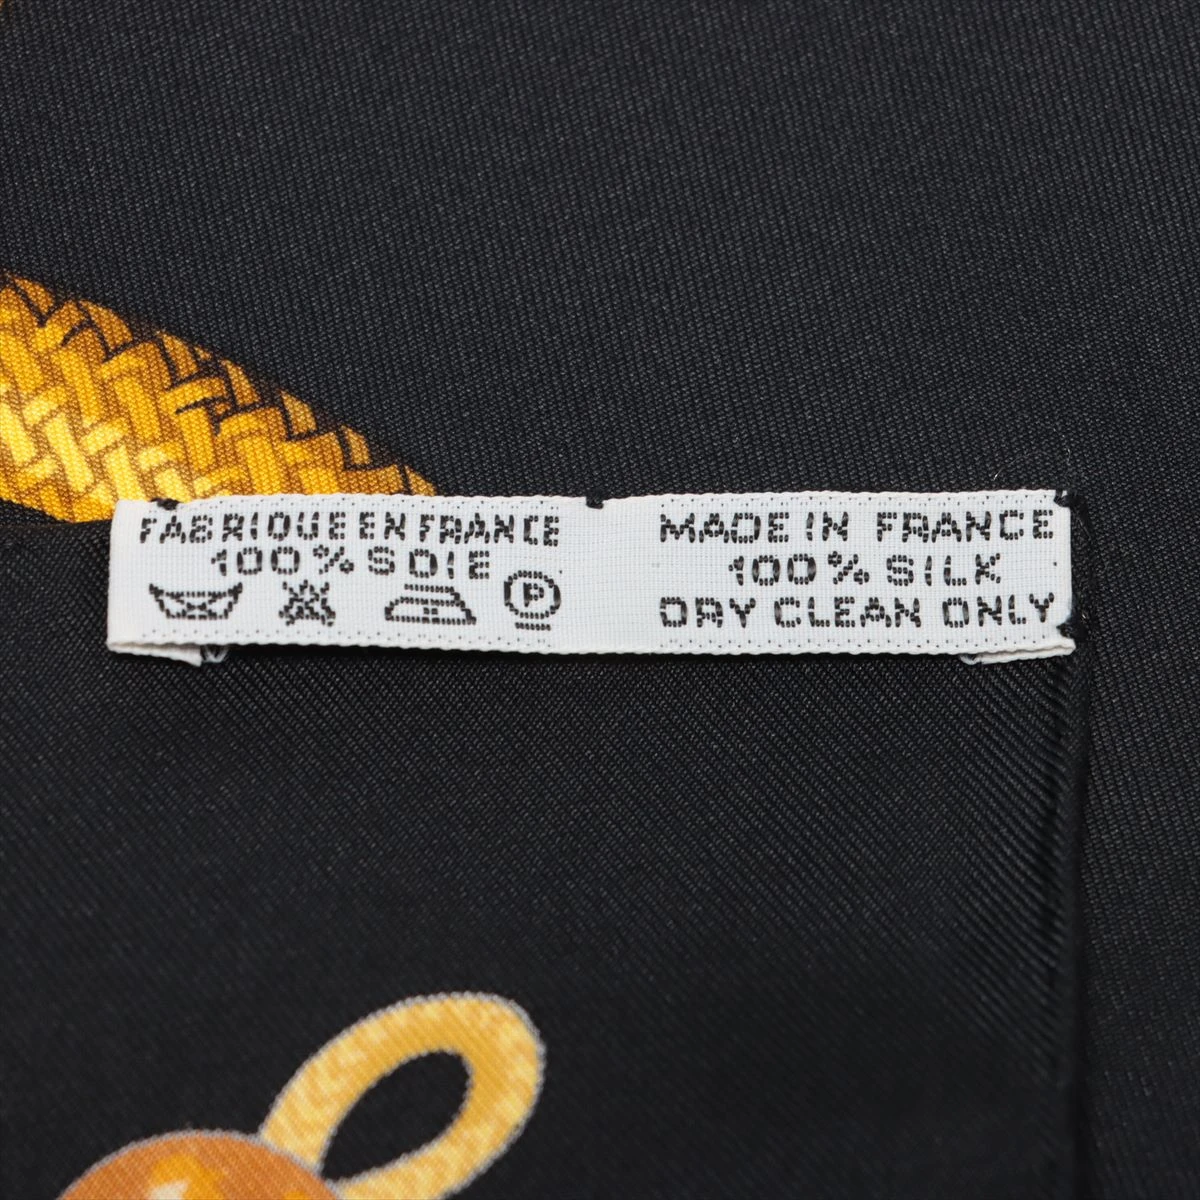 FABRIQUE EN FRANCE
100% SOIE
P
MADE IN FRANCE
100% SILK
DRY CLEAN ONLY